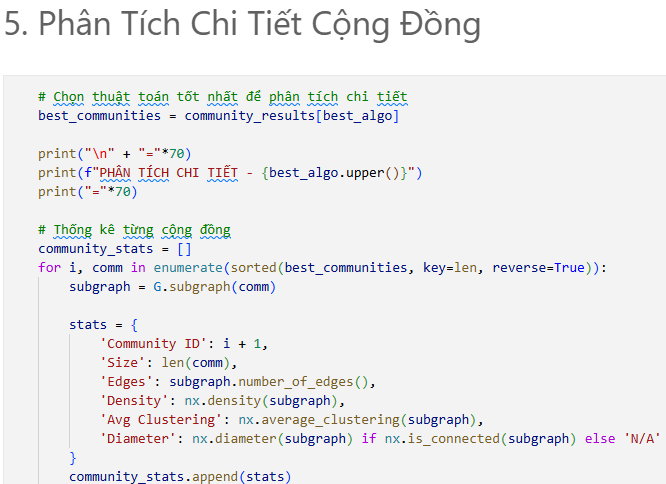 5. Phân Tích Chi Tiết Cộng Đồng
# Chọn thuật toán tốt nhất để phân tích chi tiết
best_communities = community_results[best_algo]
print("\n" + "="*70)
print(f"PHÂN TÍCH CHI TIẾT - {best_algo.upper()}")
print("="*70)
# Thống kê từng cộng đồng
community_stats = []
for i, comm in enumerate(sorted(best_communities, key=len, reverse=True)):
    subgraph = G.subgraph(comm)
    stats = {
        'Community ID': i + 1,
        'Size': len(comm),
        'Edges': subgraph.number_of_edges(),
        'Density': nx.density(subgraph),
        'Avg Clustering': nx.average_clustering(subgraph),
        'Diameter': nx.diameter(subgraph) if nx.is_connected(subgraph) else 'N/A'
    }
    community_stats.append(stats)